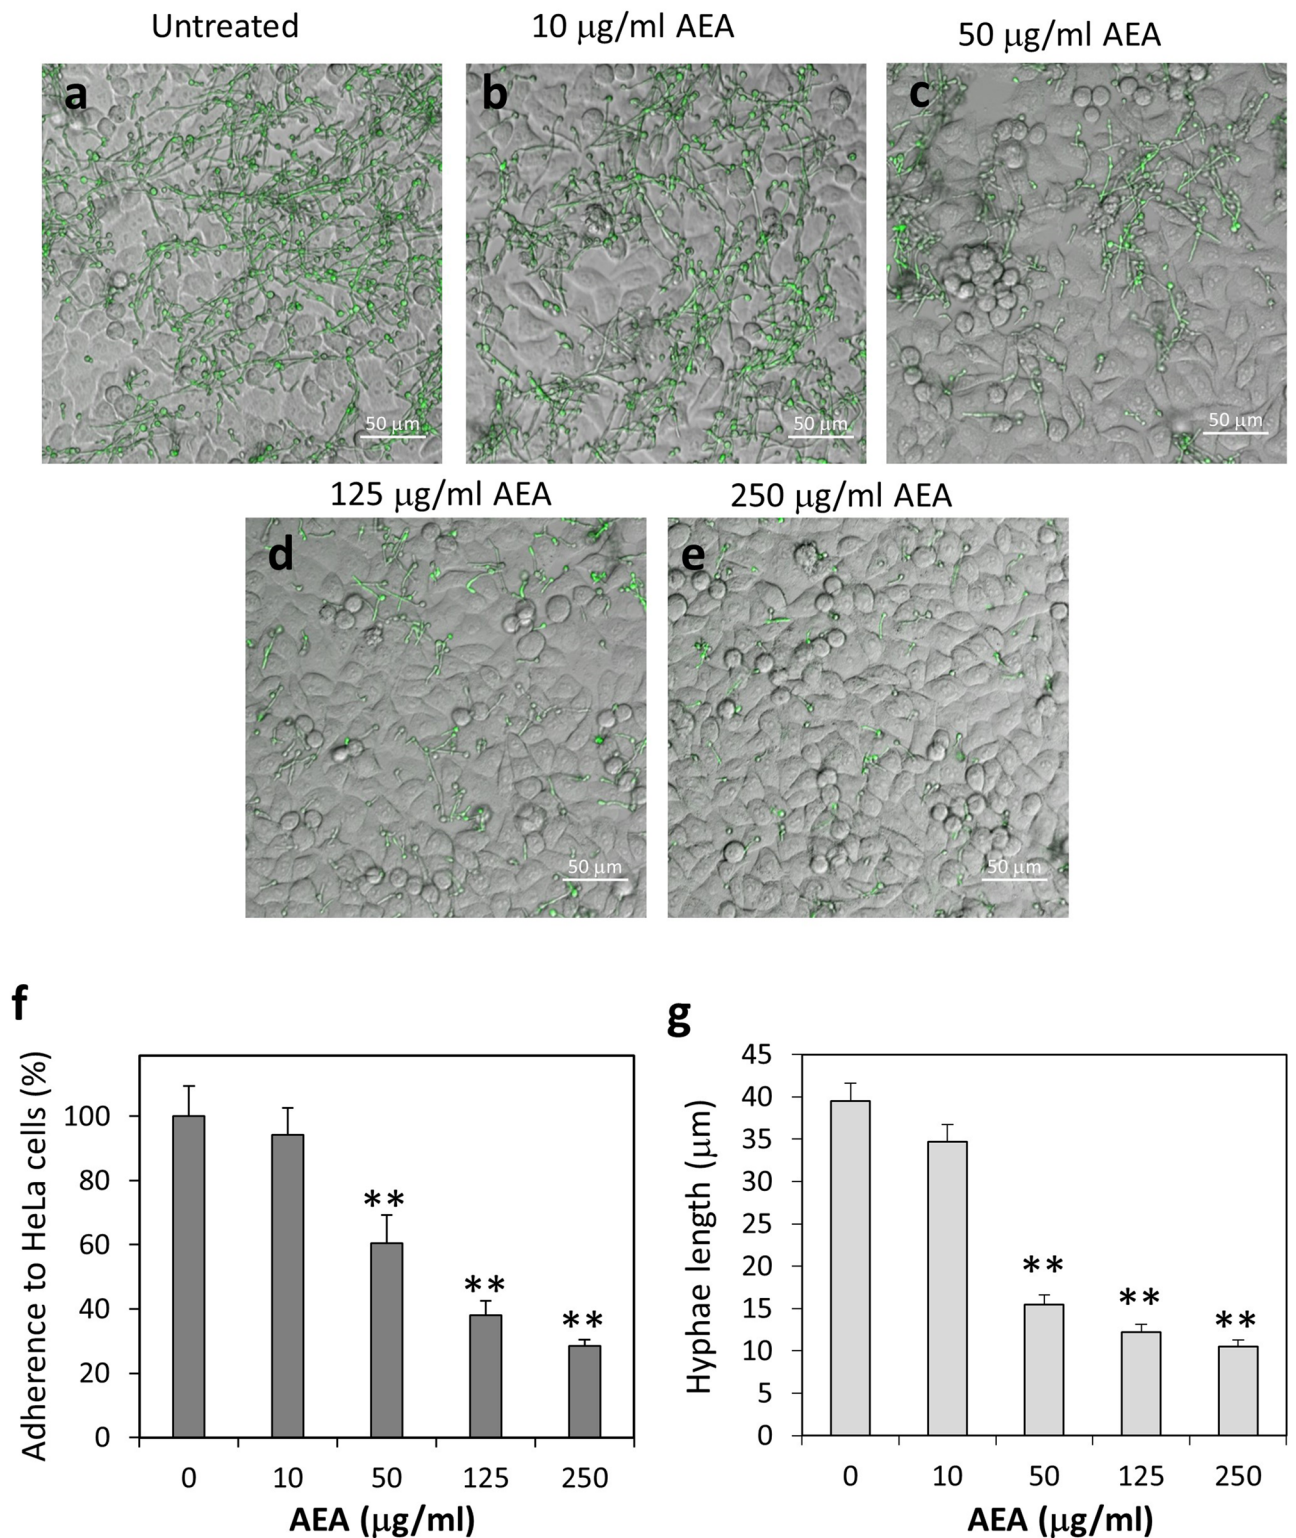 Untreated
10 μg/ml AEA
50 μg/ml AEA
a
b
c
50 μm
50 μm
50 μm
125 μg/ml AEA
250 μg/ml AEA
d
e
50 μm
50 μm
f
Adherence to HeLa cells (%)
100
80
60
40
20
0
**
**
**
0 10 50 125 250
AEA (μg/ml)
g
Hyphae length (μm)
45
40
35
30
25
20
15
10
5
0
**
**
**
0 10 50 125 250
AEA (μg/ml)